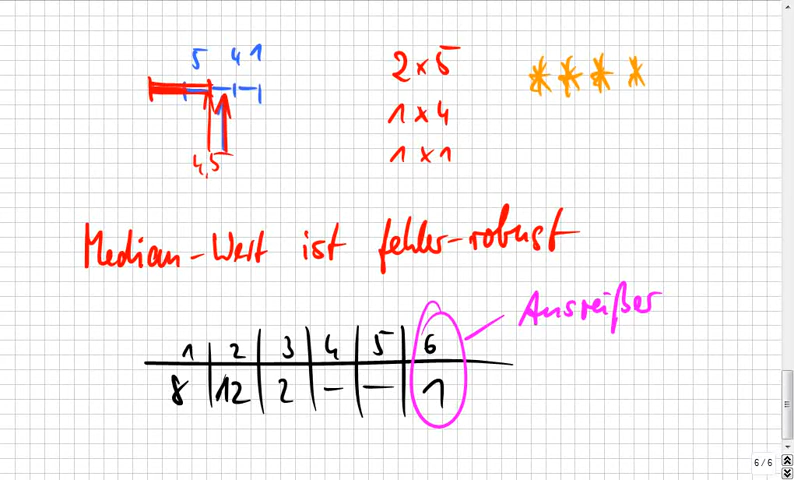 5 4 1
4,5
2 x 5
1 x 4
1 x 1
Median-Wert ist fehler-robust
Ausreißer
1 2 3 4 5 6
8 12 2 – – 1
6/6